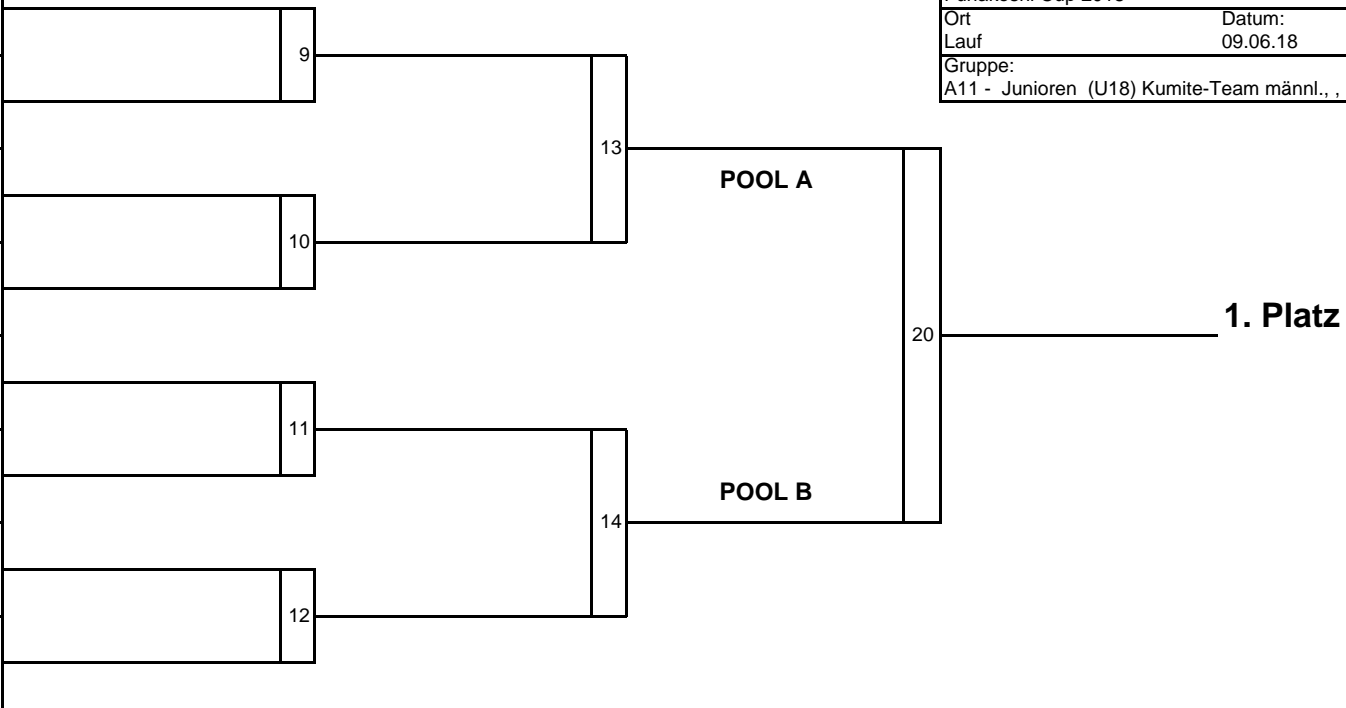 Ort Datum:
Lauf 09.06.18
Gruppe:
A11 - Junioren (U18) Kumite-Team männl., ,
9
13
POOL A
10
1. Platz
20
11
POOL B
14
12